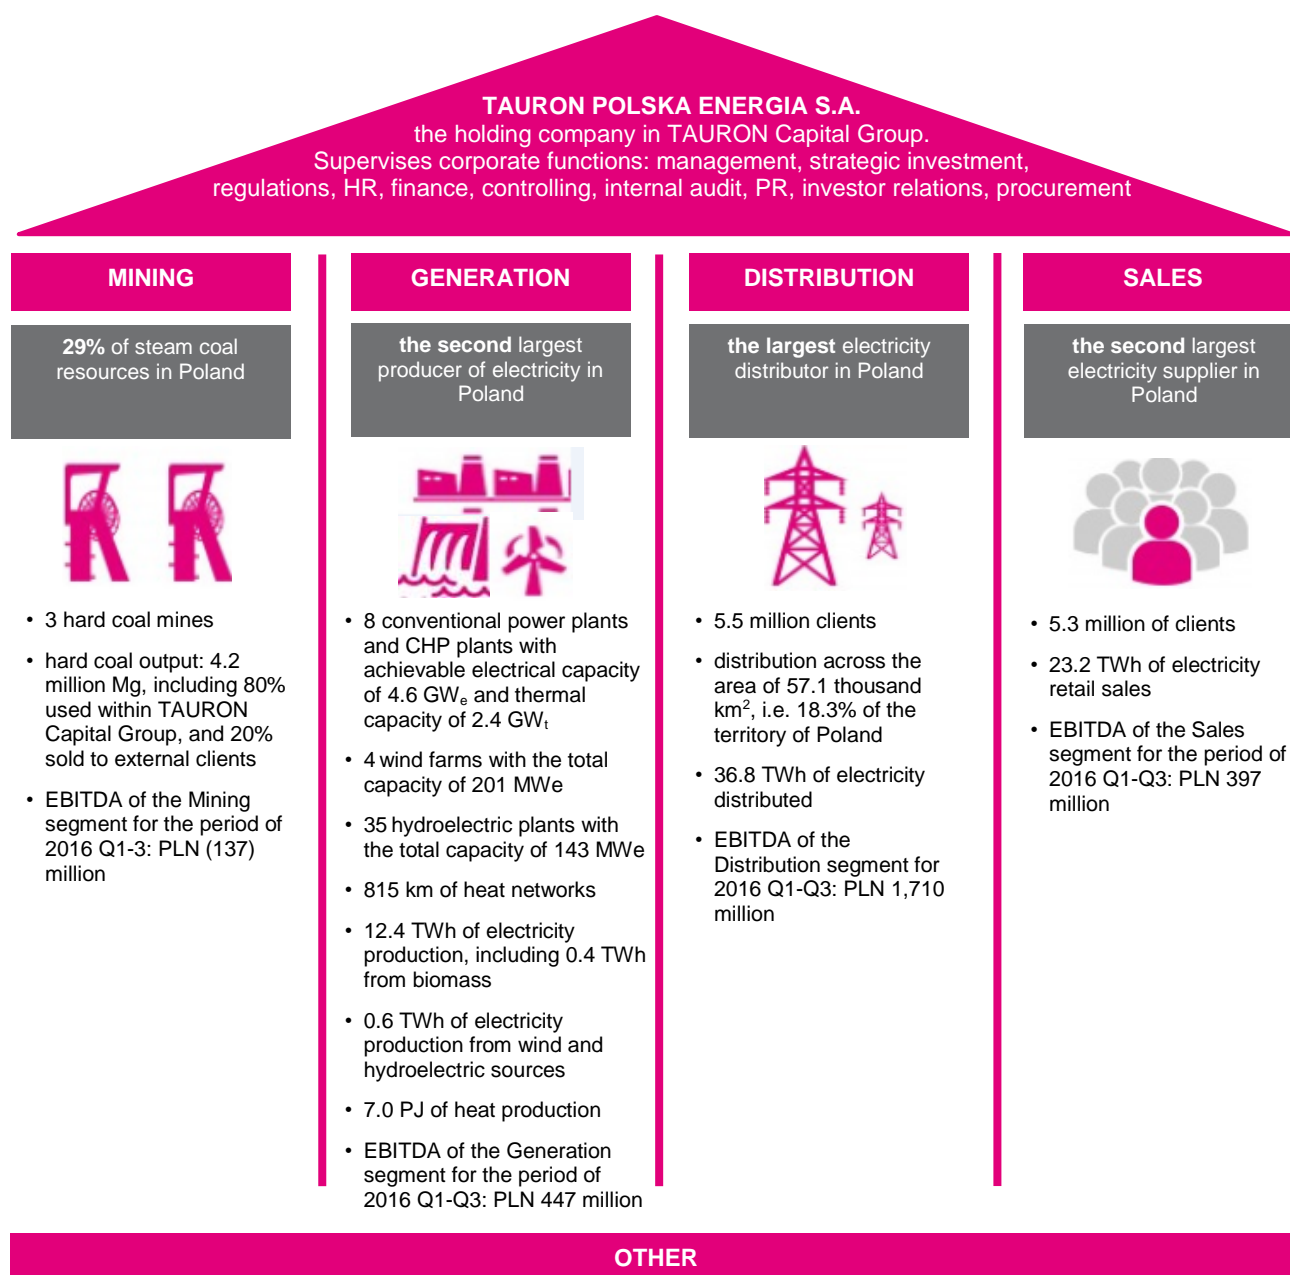 TAURON POLSKA ENERGIA S.A.
the holding company in TAURON Capital Group.
Supervises corporate functions: management, strategic investment,
regulations, HR, finance, controlling, internal audit, PR, investor relations, procurement
MINING
29% of steam coal
resources in Poland
• 3 hard coal mines
• hard coal output: 4.2
million Mg, including 80%
used within TAURON
Capital Group, and 20%
sold to external clients
• EBITDA of the Mining
segment for the period of
2016 Q1-3: PLN (137)
million
GENERATION
the second largest
producer of electricity in
Poland
• 8 conventional power plants
and CHP plants with
achievable electrical capacity
of 4.6 GWₑ and thermal
capacity of 2.4 GWₜ
• 4 wind farms with the total
capacity of 201 MWe
• 35 hydroelectric plants with
the total capacity of 143 MWe
• 815 km of heat networks
• 12.4 TWh of electricity
production, including 0.4 TWh
from biomass
• 0.6 TWh of electricity
production from wind and
hydroelectric sources
• 7.0 PJ of heat production
• EBITDA of the Generation
segment for the period of
2016 Q1-Q3: PLN 447 million
DISTRIBUTION
the largest electricity
distributor in Poland
• 5.5 million clients
• distribution across the
area of 57.1 thousand
km², i.e. 18.3% of the
territory of Poland
• 36.8 TWh of electricity
distributed
• EBITDA of the
Distribution segment for
2016 Q1-Q3: PLN 1,710
million
SALES
the second largest
electricity supplier in
Poland
• 5.3 million of clients
• 23.2 TWh of electricity
retail sales
• EBITDA of the Sales
segment for the period of
2016 Q1-Q3: PLN 397
million
OTHER